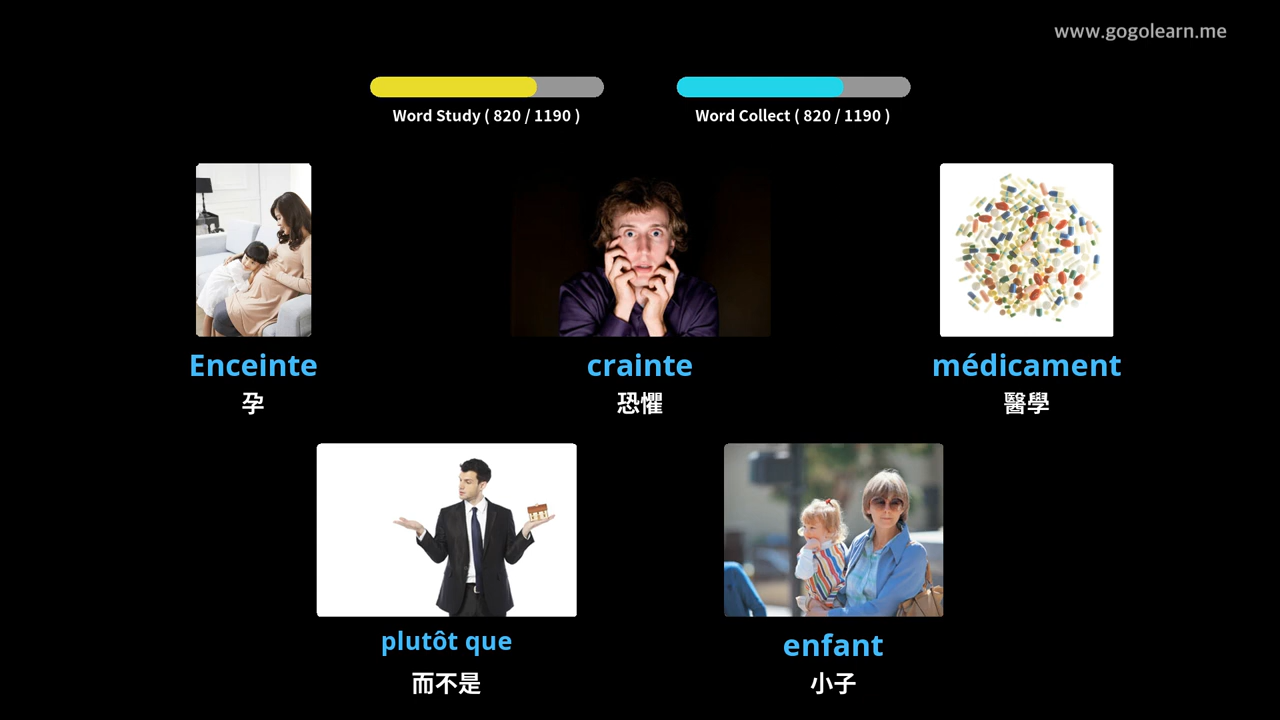 www.gogolearn.me
Word Study ( 820 / 1190 )
Word Collect ( 820 / 1190 )
Enceinte
孕
crainte
恐懼
médicament
醫學
plutôt que
而不是
enfant
小子